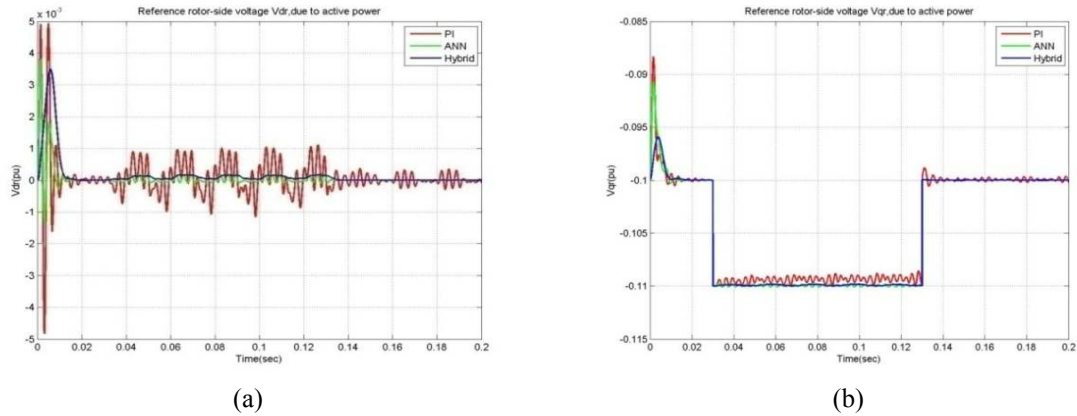 Reference rotor-side voltage Vdr,due to active power
x 10⁻³
5
4
3
2
1
0
-1
-2
-3
-4
-5
Vdr(pu)
PI
ANN
Hybrid
0 0.02 0.04 0.06 0.08 0.1 0.12 0.14 0.16 0.18 0.2
Time(sec)
(a)
Reference rotor-side voltage Vqr,due to active power
-0.085
-0.09
-0.095
-0.1
-0.105
-0.11
-0.115
Vqr(pu)
PI
ANN
Hybrid
0 0.02 0.04 0.06 0.08 0.1 0.12 0.14 0.16 0.18 0.2
Time(sec)
(b)